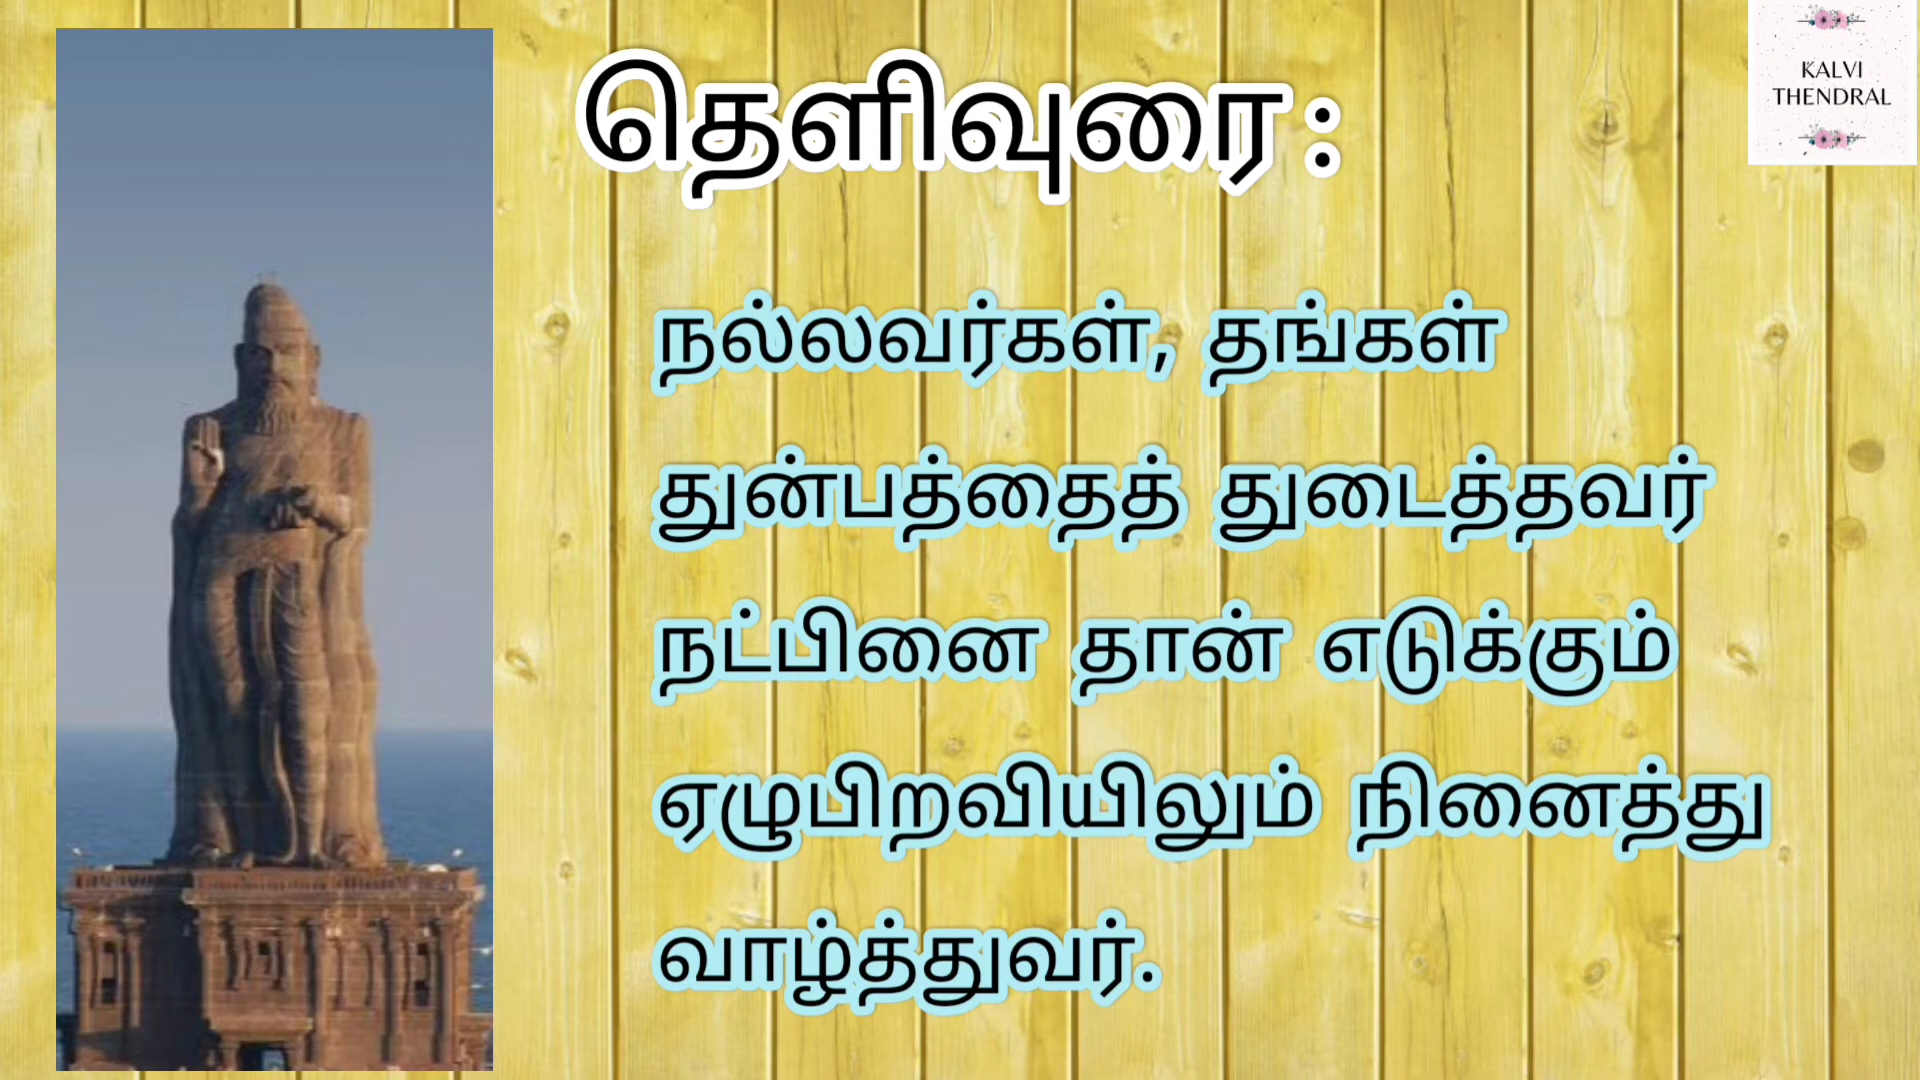 KALVI
THENDRAL
தெளிவுரை:
நல்லவர்கள், தங்கள்
துன்பத்தைத் துடைத்தவர்
நட்பினை தான் எடுக்கும்
ஏழுபிறவியிலும் நினைத்து
வாழ்த்துவர்.